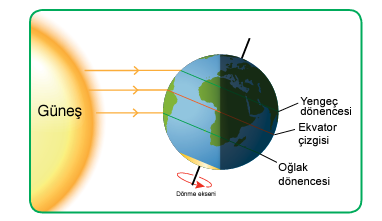 Güneş
Yengeç
dönencesi
Ekvator
çizgisi
Oğlak
dönencesi
Dönme ekseni